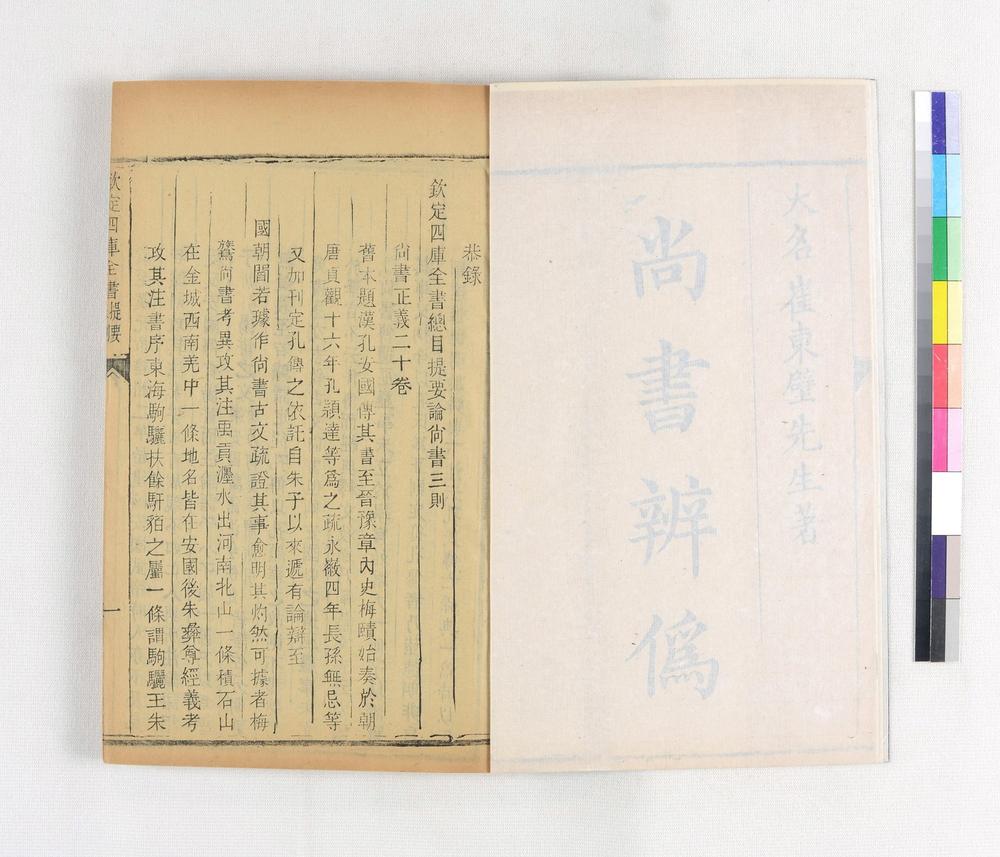 大名崔東壁先生著
尚書辨僞
恭錄
欽定四庫全書總目提要論尚書三則
尚書正義二十卷
舊本題漢孔安國傳其書至晉豫章內史梅賾始奏於朝
唐貞觀十六年孔穎達等爲之疏永徽四年長孫無忌等
又加刊定孔傳之依託自朱子以來遞有論辯至
國朝閻若璩作尚書古文疏證其事愈明其灼然可據者梅
鷟尚書考異攻其注禹貢瀍水出河南北山一條積石山
在金城西南羌中一條地名皆在安國後朱彝尊經義考
攻其注書序東海駒驪扶餘馯貊之屬一條謂駒驪王朱
欽定四庫全書提要
一